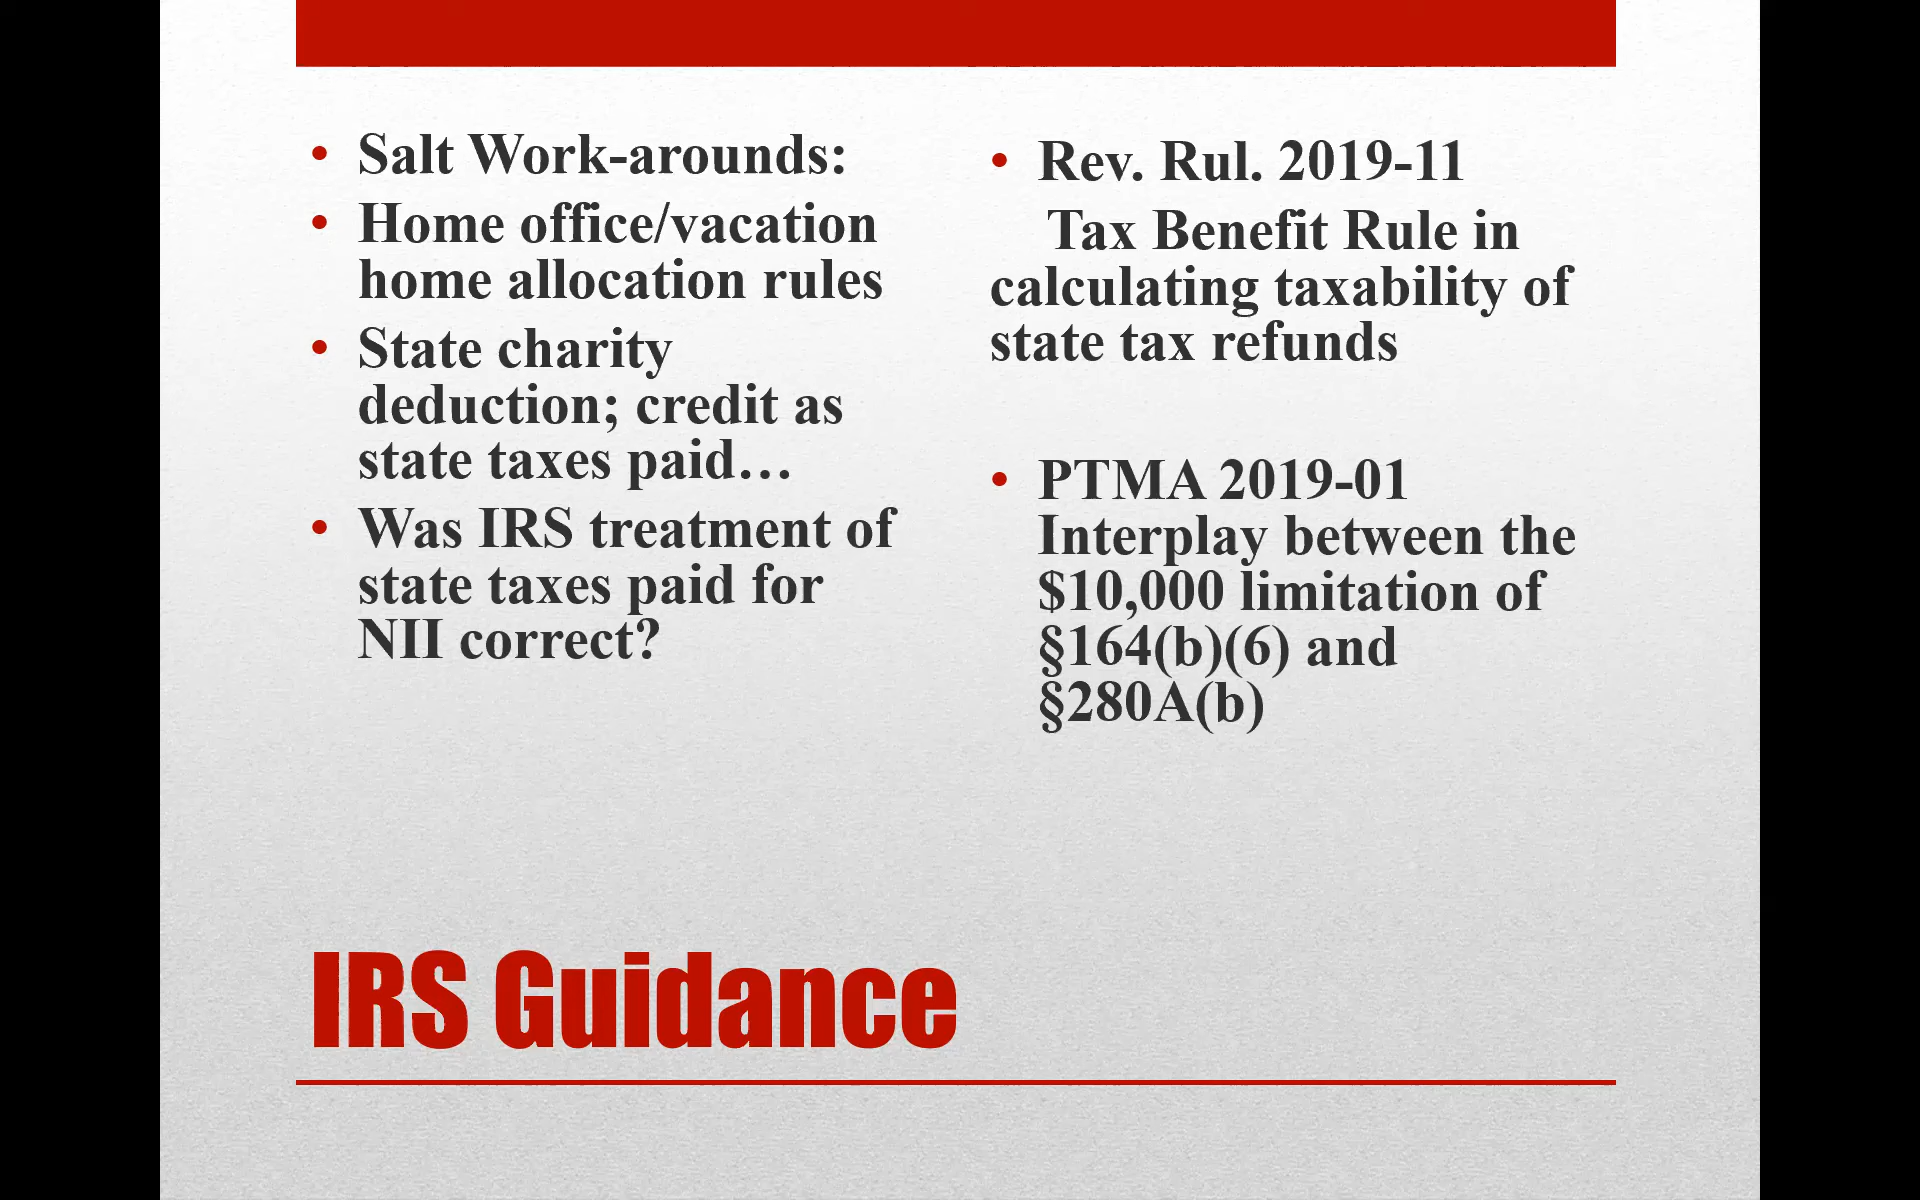 • Salt Work-arounds:
• Home office/vacation
home allocation rules
• State charity
deduction; credit as
state taxes paid…
• Was IRS treatment of
state taxes paid for
NII correct?
• Rev. Rul. 2019-11
Tax Benefit Rule in
calculating taxability of
state tax refunds
• PTMA 2019-01
Interplay between the
$10,000 limitation of
§164(b)(6) and
§280A(b)
IRS Guidance